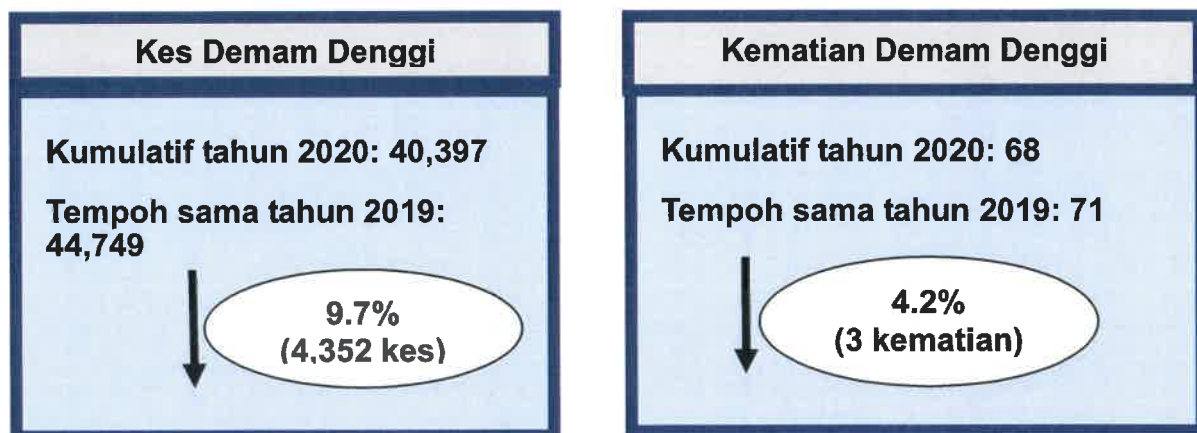 Kes Demam Denggi
Kumulatif tahun 2020: 40,397
Tempoh sama tahun 2019:
44,749
9.7%
(4,352 kes)
Kematian Demam Denggi
Kumulatif tahun 2020: 68
Tempoh sama tahun 2019: 71
4.2%
(3 kematian)